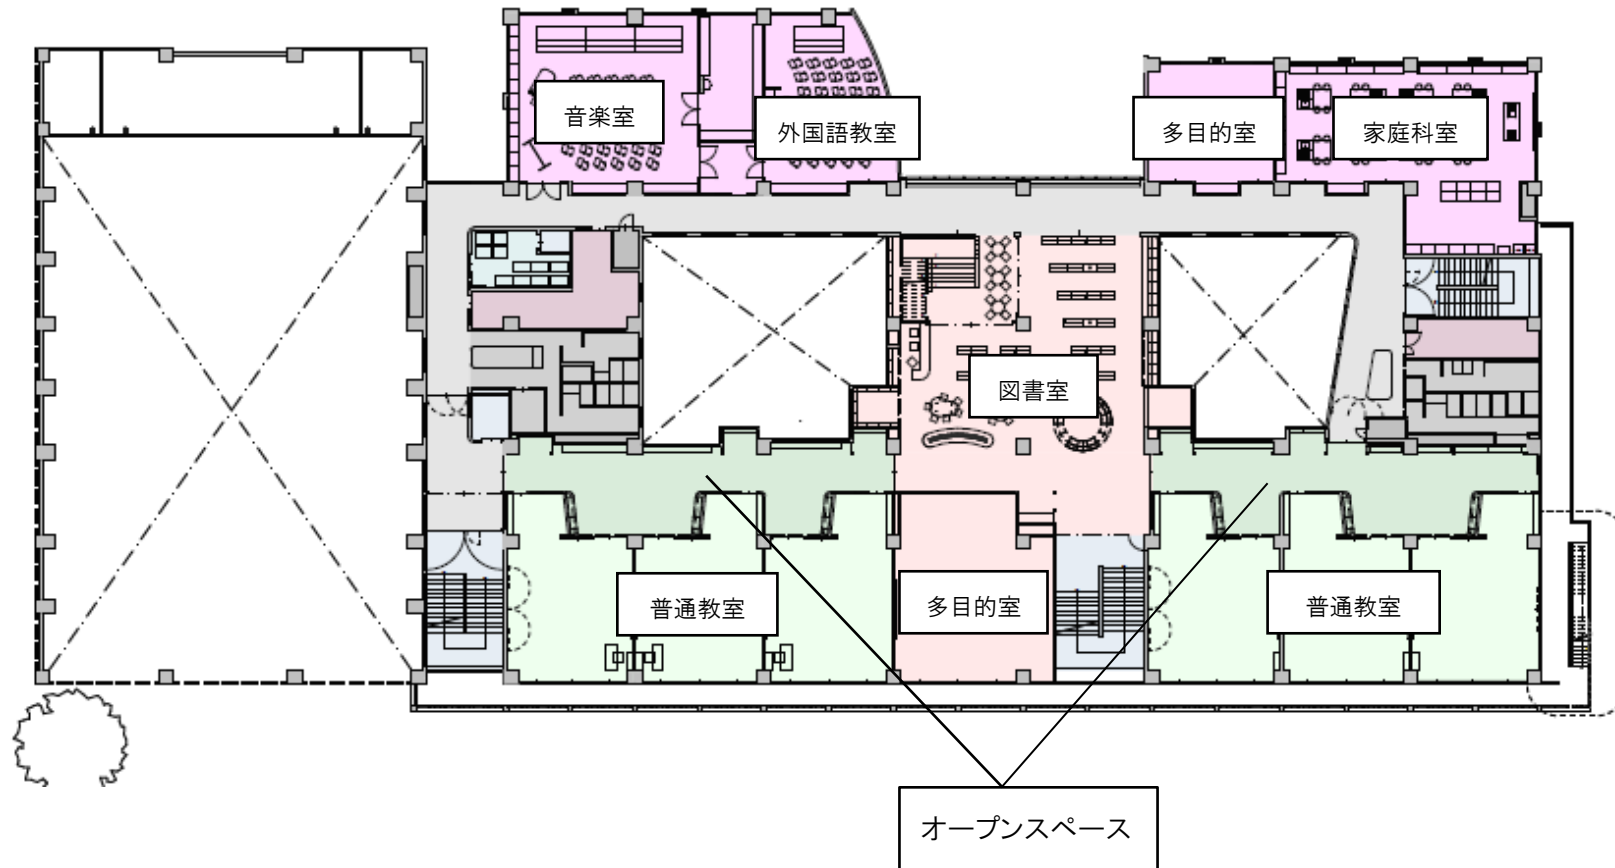 音楽室
外国語教室
多目的室
家庭科室
図書室
普通教室
多目的室
普通教室
オープンスペース